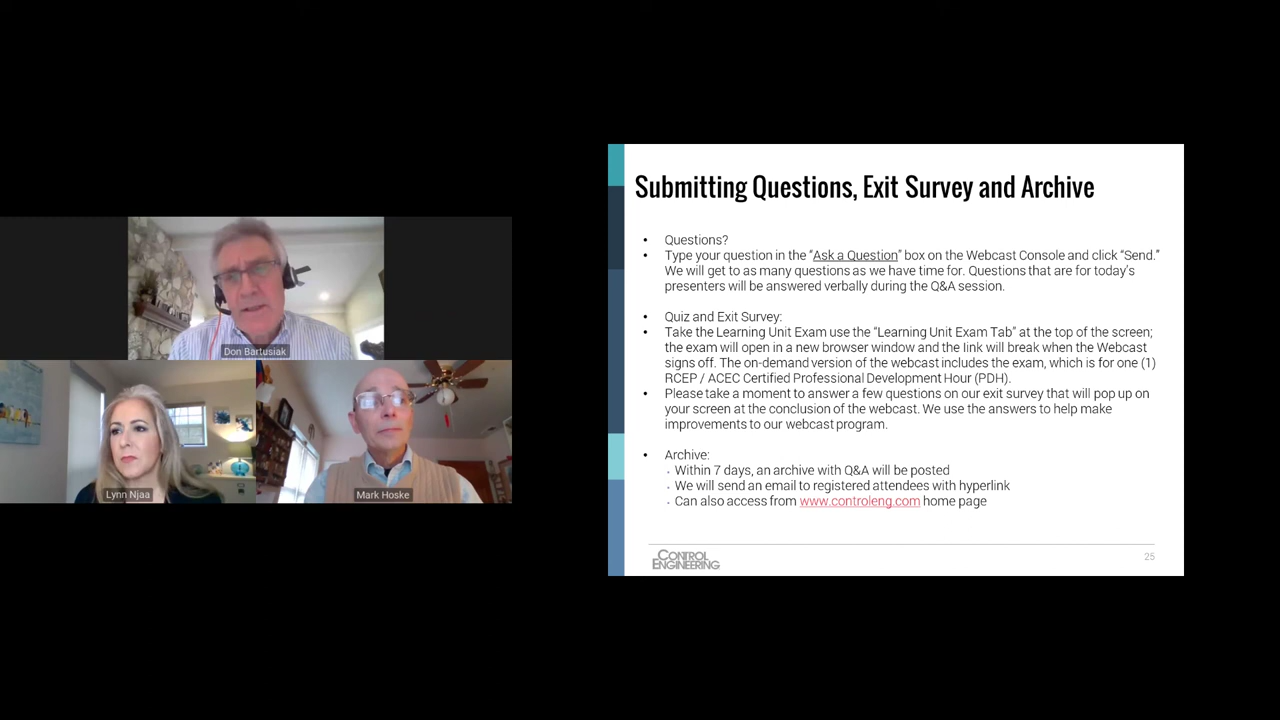 Don Bartusiak
Lynn Njaa
Mark Hoske
Submitting Questions, Exit Survey and Archive
• Questions?
• Type your question in the “Ask a Question” box on the Webcast Console and click “Send.”
We will get to as many questions as we have time for. Questions that are for today’s
presenters will be answered verbally during the Q&A session.
• Quiz and Exit Survey:
• Take the Learning Unit Exam use the “Learning Unit Exam Tab” at the top of the screen;
the exam will open in a new browser window and the link will break when the Webcast
signs off. The on-demand version of the webcast includes the exam, which is for one (1)
RCEP / ACEC Certified Professional Development Hour (PDH).
• Please take a moment to answer a few questions on our exit survey that will pop up on
your screen at the conclusion of the webcast. We use the answers to help make
improvements to our webcast program.
• Archive:
• Within 7 days, an archive with Q&A will be posted
• We will send an email to registered attendees with hyperlink
• Can also access from www.controleng.com home page
CONTROL
ENGINEERING
25